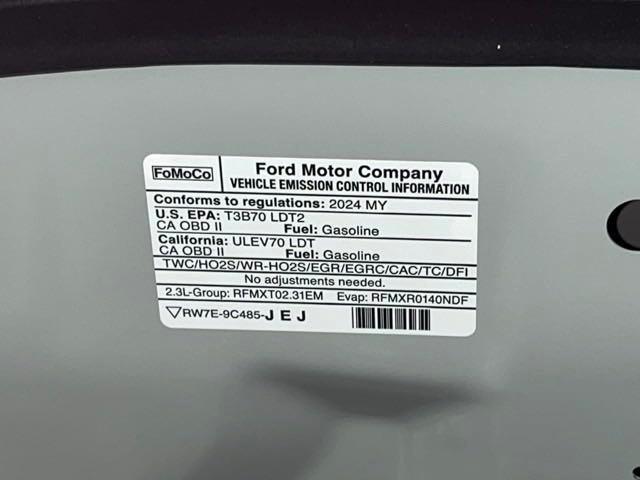 FoMoCo
Ford Motor Company
VEHICLE EMISSION CONTROL INFORMATION
Conforms to regulations: 2024 MY
U.S. EPA: T3B70 LDT2
CA OBD II Fuel: Gasoline
California: ULEV70 LDT
CA OBD II Fuel: Gasoline
TWC/HO2S/WR-HO2S/EGR/EGRC/CAC/TC/DFI
No adjustments needed.
2.3L-Group: RFMXT02.31EM Evap: RFMXR0140NDF
RW7E-9C485-J E J